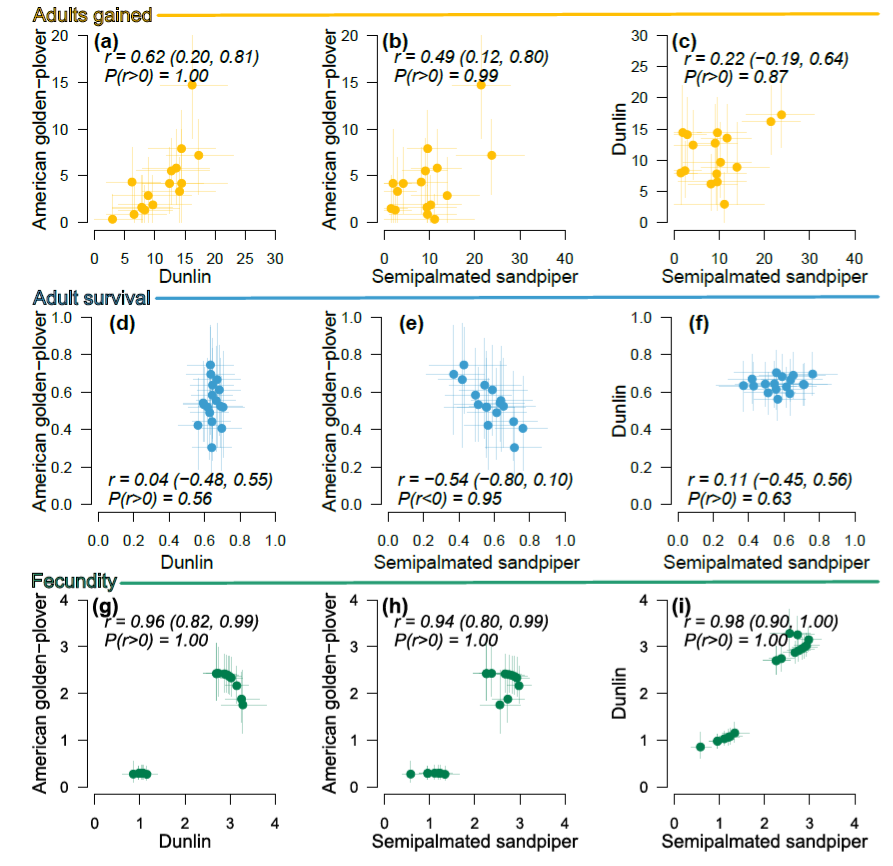 Adults gained
(a)
r = 0.62 (0.20, 0.81)
P(r>0) = 1.00
American golden−plover
20
15
10
5
0
0 5 10 15 20 25 30
Dunlin
(b)
r = 0.49 (0.12, 0.80)
P(r>0) = 0.99
American golden−plover
20
15
10
5
0
0 10 20 30 40
Semipalmated sandpiper
(c)
r = 0.22 (−0.19, 0.64)
P(r>0) = 0.87
Dunlin
30
25
20
15
10
5
0
0 10 20 30 40
Semipalmated sandpiper
Adult survival
(d)
American golden−plover
1.0
0.8
0.6
0.4
0.2
0.0
r = 0.04 (−0.48, 0.55)
P(r>0) = 0.56
0.0 0.2 0.4 0.6 0.8 1.0
Dunlin
(e)
American golden−plover
1.0
0.8
0.6
0.4
0.2
0.0
r = −0.54 (−0.80, 0.10)
P(r<0) = 0.95
0.0 0.2 0.4 0.6 0.8 1.0
Semipalmated sandpiper
(f)
Dunlin
1.0
0.8
0.6
0.4
0.2
0.0
r = 0.11 (−0.45, 0.56)
P(r>0) = 0.63
0.0 0.2 0.4 0.6 0.8 1.0
Semipalmated sandpiper
Fecundity
(g)
r = 0.96 (0.82, 0.99)
P(r>0) = 1.00
American golden−plover
4
3
2
1
0
0 1 2 3 4
Dunlin
(h)
r = 0.94 (0.80, 0.99)
P(r>0) = 1.00
American golden−plover
4
3
2
1
0
0 1 2 3 4
Semipalmated sandpiper
(i)
r = 0.98 (0.90, 1.00)
P(r>0) = 1.00
Dunlin
4
3
2
1
0
0 1 2 3 4
Semipalmated sandpiper